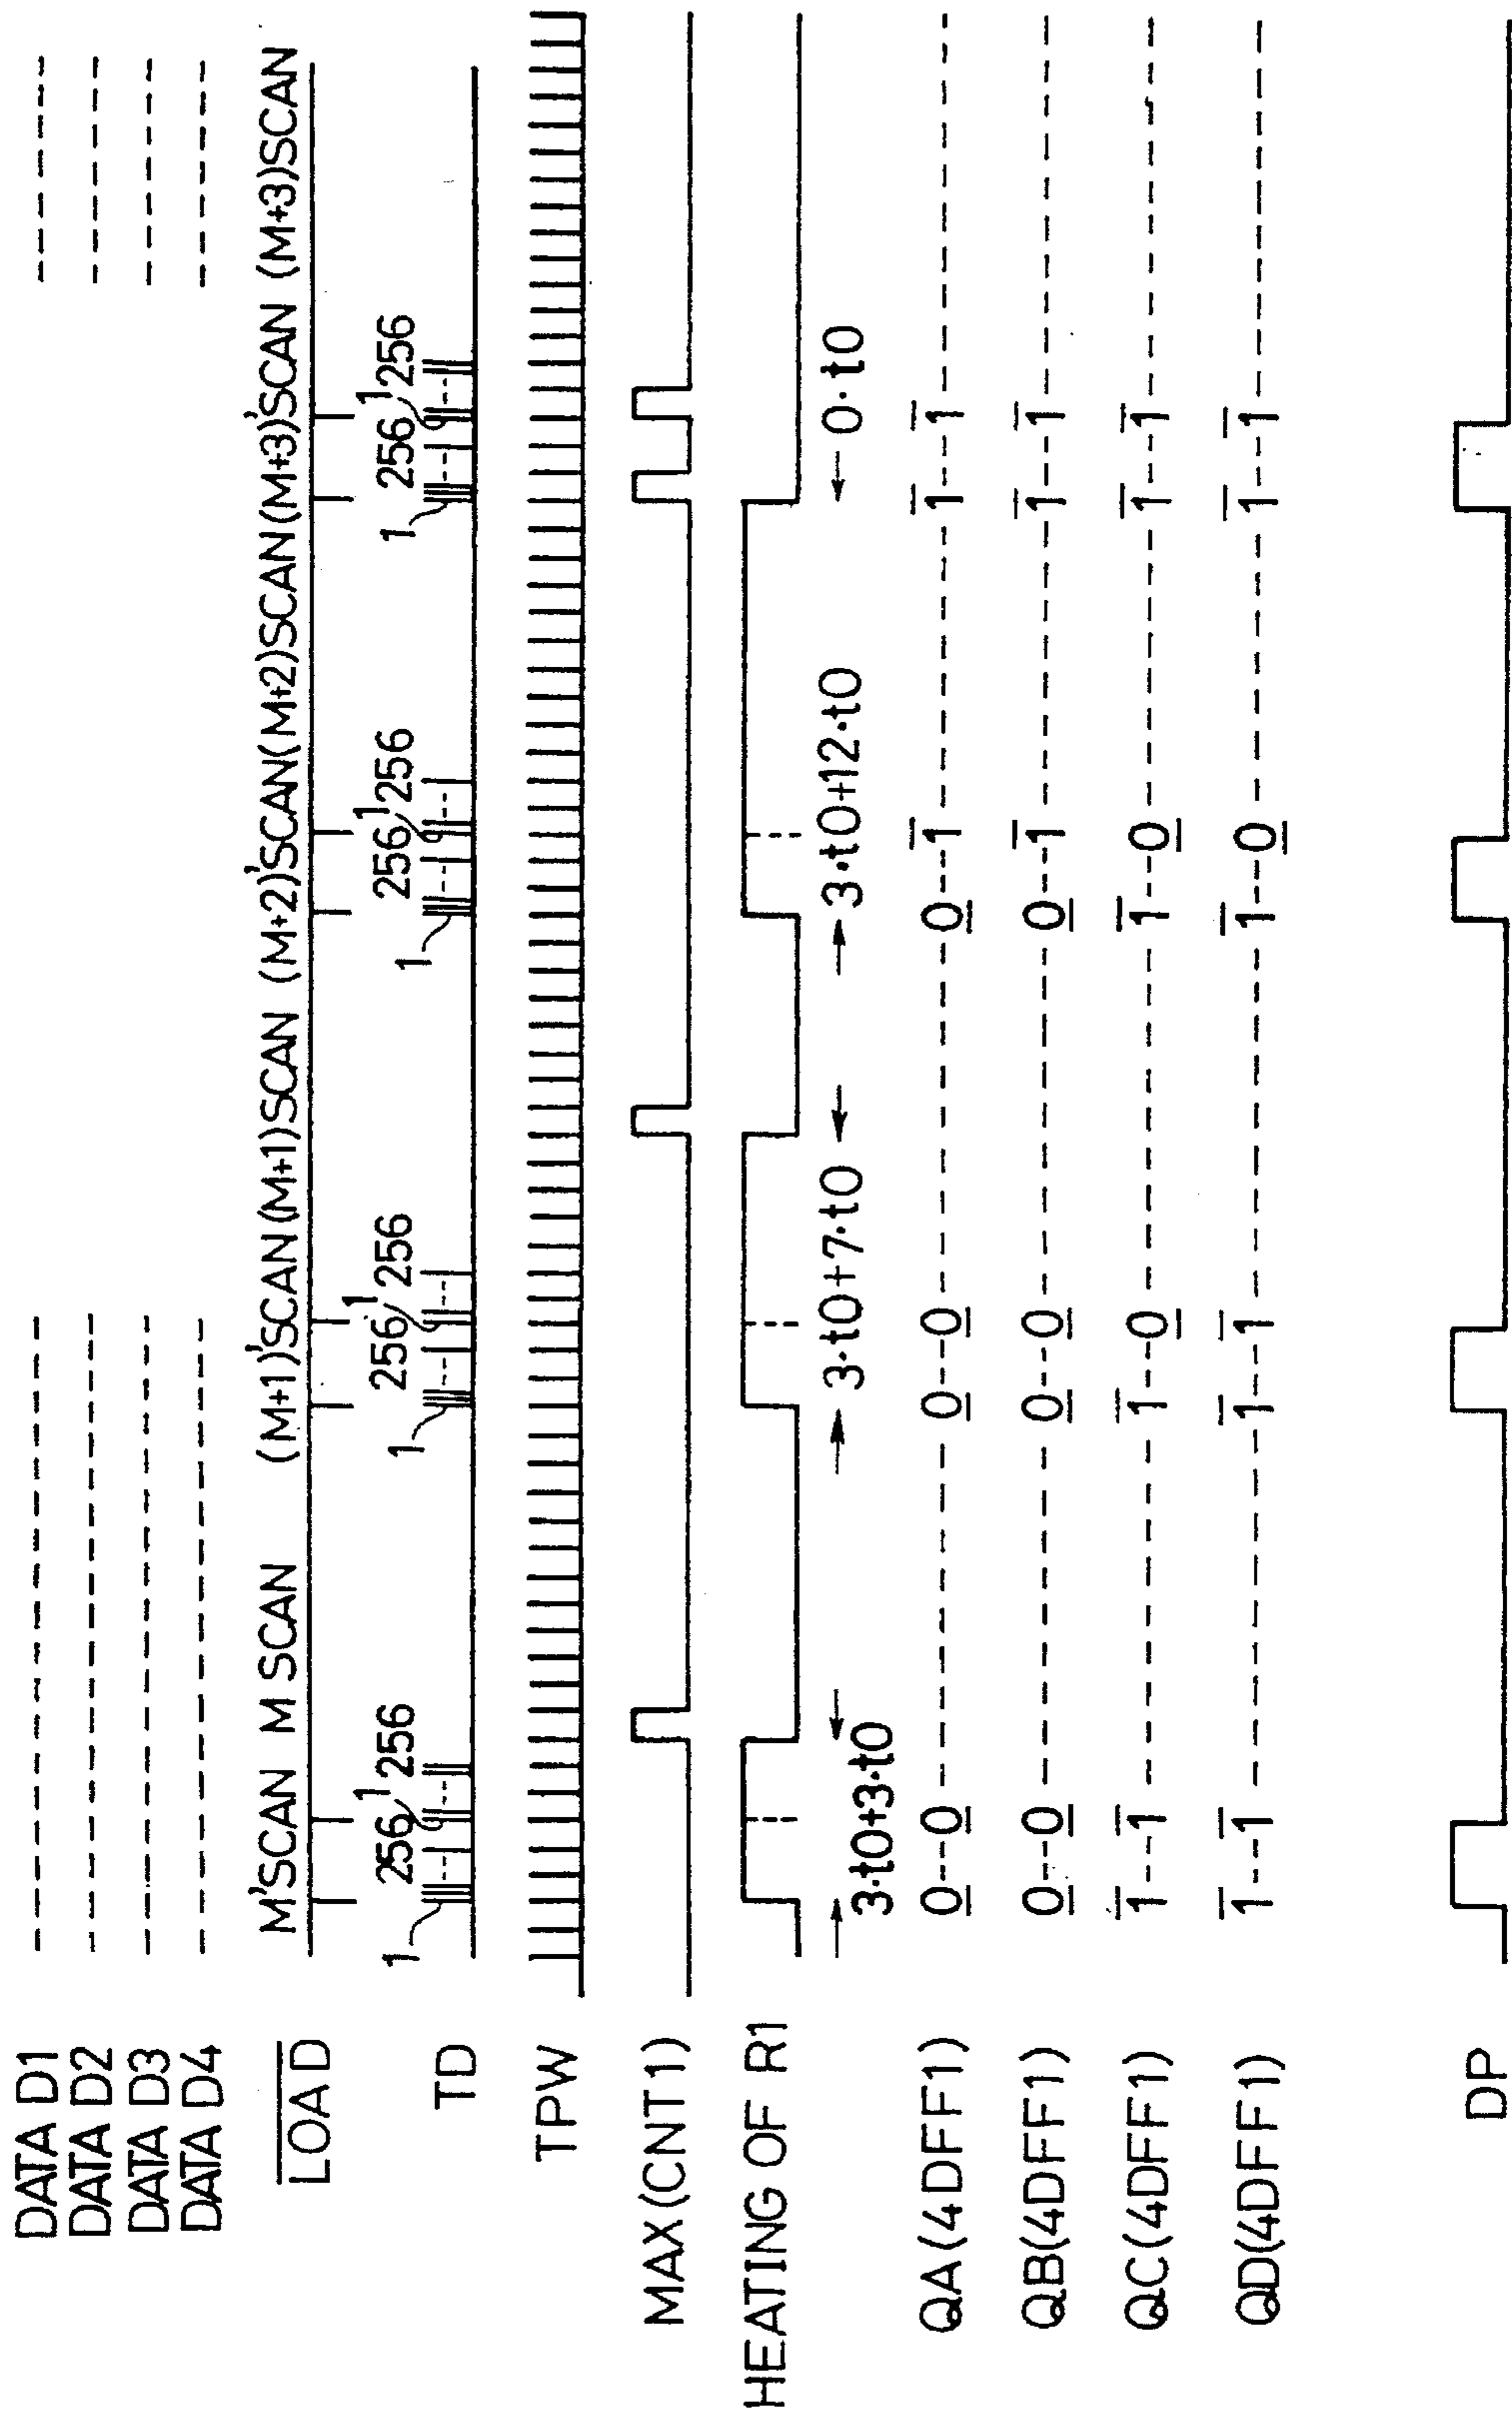 DATA D1
DATA D2
DATA D3
DATA D4
LOAD
M'SCAN M SCAN (M+1)'SCAN (M+1)SCAN (M+2)'SCAN (M+2)SCAN (M+3)'SCAN (M+3)SCAN
TD
1 256 1 256 1 256 1 256 1 256 1 256 1 256 1 256
TPW
MAX(CNT1)
HEATING OF R1
3·t0+3·t0 3·t0+7·t0 3·t0+12·t0 0·t0
QA(4DFF1) 0 0 0 0 0 1 1 1
QB(4DFF1) 0 0 0 0 0 1 1 1
QC(4DFF1) 1 1 1 0 1 0 1 1
QD(4DFF1) 1 1 1 1 1 0 1 1
DP